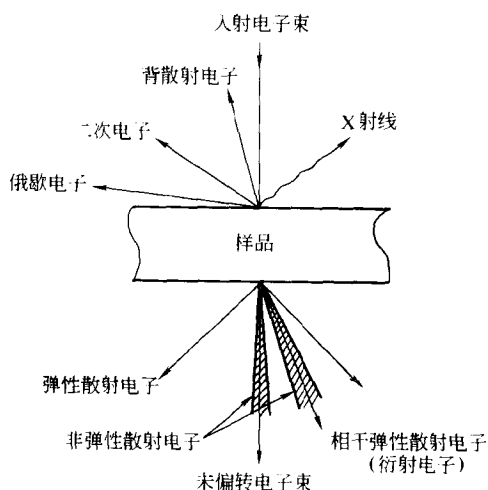 入射电子束
背散射电子
X射线
二次电子
俄歇电子
样品
弹性散射电子
非弹性散射电子
相干弹性散射电子
(衍射电子)
未偏转电子束